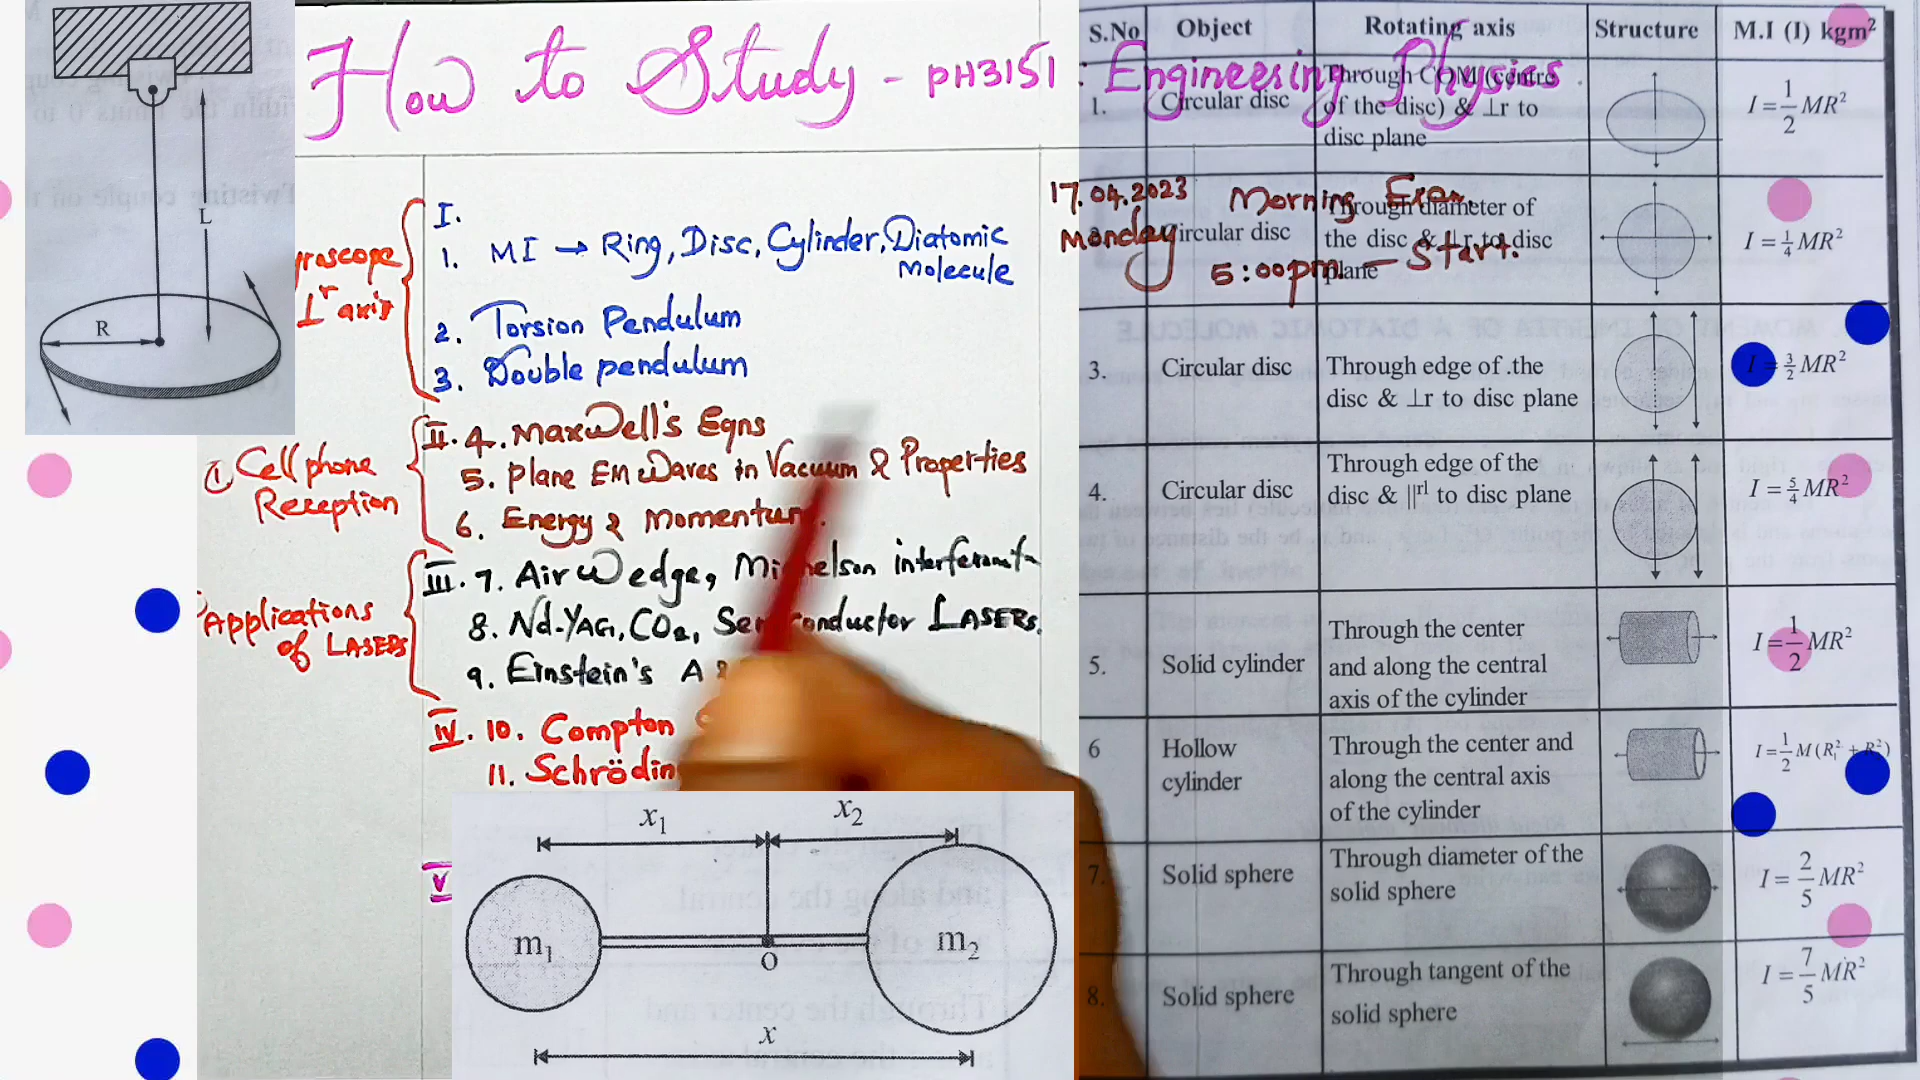 How to Study - PH3151 : Engineering Physics
17.04.2023 Morning Exam.
Monday 5:00pm - Start.
L
R
I.
1. MI → Ring, Disc, Cylinder, Diatomic
Molecule
2. Torsion Pendulum
3. Double pendulum
axis
① Cell phone
Reception
II. 4. Maxwell's Eqns
5. Plane EM Waves in Vacuum & Properties
6. Energy & Momentum.
Applications
of LASERs
III. 7. Air Wedge,
8. Nd-YAG, CO2, LASERs.
9. Einstein's A
IV. 10. Compton
11.
V
x1 x2
m1 m2
O
x
S.No Object Rotating axis Structure M.I (I) kgm²
1. Circular disc Through COM (centre of the disc) & ⊥r to disc plane I = 1/2 MR²
Circular disc Through diameter of the disc & ⊥r to disc plane I = 1/4 MR²
3. Circular disc Through edge of .the disc & ⊥r to disc plane I = 3/2 MR²
4. Circular disc Through edge of the disc & ||rl to disc plane I = 5/4 MR²
5. Solid cylinder Through the center and along the central axis of the cylinder I = 1/2 MR²
6 Hollow cylinder Through the center and along the central axis of the cylinder I = 1/2 M (R1² + R2²)
7. Solid sphere Through diameter of the solid sphere I = 2/5 MR²
8. Solid sphere Through tangent of the solid sphere I = 7/5 MR²